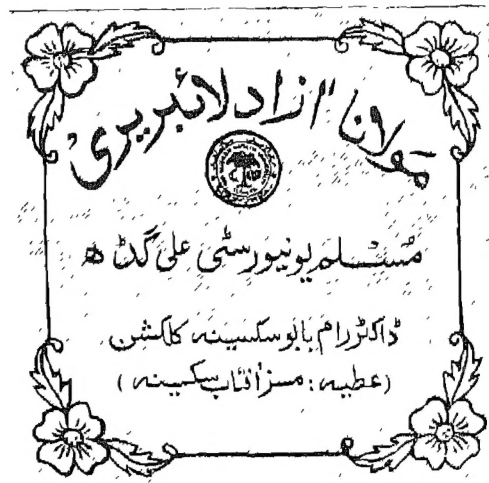 مولانا آزاد لائبریری
مسلم یونیورسٹی علی گڑھ
ڈاکٹر رام بابو سکسینہ کلکشن
(عطیہ : مسز آفتاب سکسینہ)